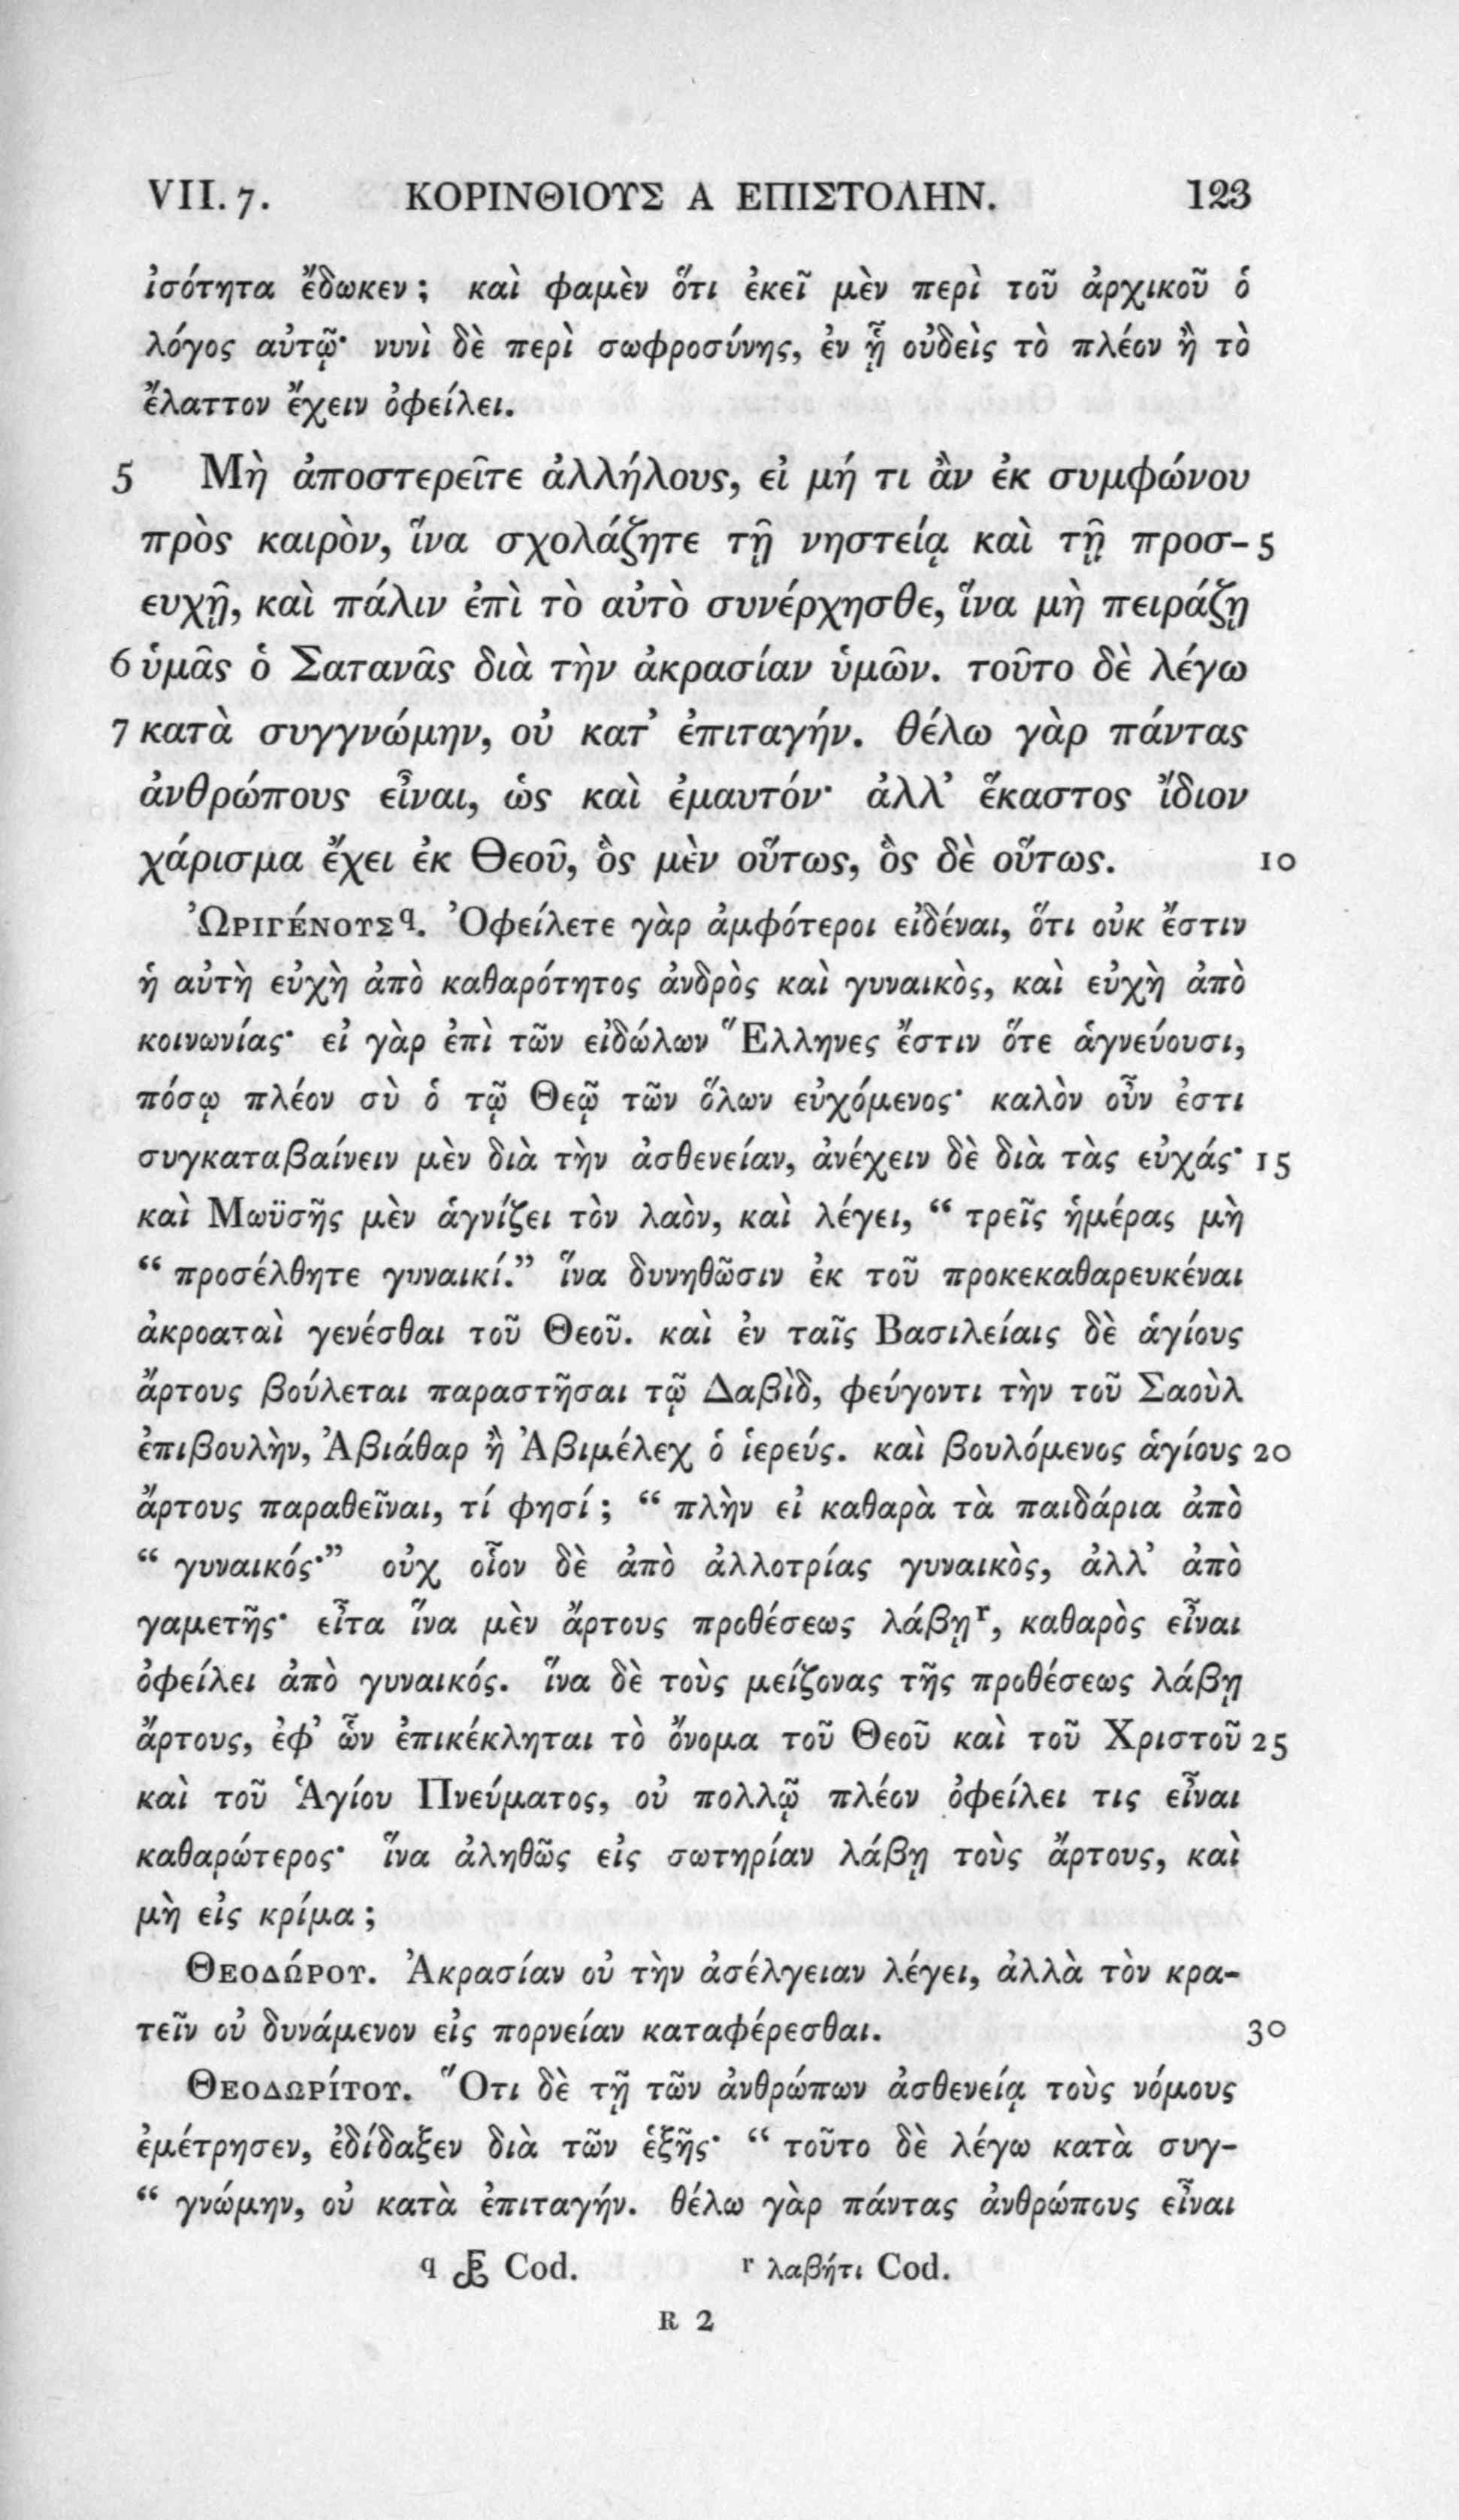 VII. 7. ΚΟΡΙΝΘΙΟΥΣ Α ΕΠΙΣΤΟΛΗΝ. 123
ἰσότητα ἔδωκεν; καὶ φαμὲν ὅτι ἐκεῖ μὲν περὶ τοῦ ἀρχικοῦ ὁ
λόγος αὐτῷ· νυνὶ δὲ περὶ σωφροσύνης, ἐν ᾗ οὐδεὶς τὸ πλέον ἢ τὸ
ἔλαττον ἔχειν ὀφείλει.
5 Μὴ ἀποστερεῖτε ἀλλήλους, εἰ μή τι ἂν ἐκ συμφώνου
πρὸς καιρὸν, ἵνα σχολάζητε τῇ νηστείᾳ καὶ τῇ προσ- 5
ευχῇ, καὶ πάλιν ἐπὶ τὸ αὐτὸ συνέρχησθε, ἵνα μὴ πειράζῃ
6 ὑμᾶς ὁ Σατανᾶς διὰ τὴν ἀκρασίαν ὑμῶν. τοῦτο δὲ λέγω
7 κατὰ συγγνώμην, οὐ κατ’ ἐπιταγήν. θέλω γὰρ πάντας
ἀνθρώπους εἶναι, ὡς καὶ ἐμαυτόν· ἀλλ’ ἕκαστος ἴδιον
χάρισμα ἔχει ἐκ Θεοῦ, ὃς μὲν οὕτως, ὃς δὲ οὕτως. 10
ὨΡΙΓΈΝΟΥΣ q. Ὀφείλετε γὰρ ἀμφότεροι εἰδέναι, ὅτι οὐκ ἔστιν
ἡ αὐτὴ εὐχὴ ἀπὸ καθαρότητος ἀνδρὸς καὶ γυναικὸς, καὶ εὐχὴ ἀπὸ
κοινωνίας· εἰ γὰρ ἐπὶ τῶν εἰδώλων Ἕλληνες ἔστιν ὅτε ἁγνεύουσι,
πόσῳ πλέον σὺ ὁ τῷ Θεῷ τῶν ὅλων εὐχόμενος· καλὸν οὖν ἐστι
συγκαταβαίνειν μὲν διὰ τὴν ἀσθενείαν, ἀνέχειν δὲ διὰ τὰς εὐχάς· 15
καὶ Μωϋσῆς μὲν ἁγνίζει τὸν λαὸν, καὶ λέγει, “ τρεῖς ἡμέρας μὴ
“ προσέλθητε γυναικί.” ἵνα δυνηθῶσιν ἐκ τοῦ προκεκαθαρευκέναι
ἀκροαταὶ γενέσθαι τοῦ Θεοῦ. καὶ ἐν ταῖς Βασιλείαις δὲ ἁγίους
ἄρτους βούλεται παραστῆσαι τῷ Δαβὶδ, φεύγοντι τὴν τοῦ Σαοὺλ
ἐπιβουλὴν, Ἀβιάθαρ ἢ Ἀβιμέλεχ ὁ ἱερεύς. καὶ βουλόμενος ἁγίους 20
ἄρτους παραθεῖναι, τί φησί; “ πλὴν εἰ καθαρὰ τὰ παιδάρια ἀπὸ
“ γυναικός·” οὐχ οἷον δὲ ἀπὸ ἀλλοτρίας γυναικὸς, ἀλλ’ ἀπὸ
γαμετῆς· εἶτα ἵνα μὲν ἄρτους προθέσεως λάβῃ r, καθαρὸς εἶναι
ὀφείλει ἀπὸ γυναικός. ἵνα δὲ τοὺς μείζονας τῆς προθέσεως λάβῃ
ἄρτους, ἐφ’ ὧν ἐπικέκληται τὸ ὄνομα τοῦ Θεοῦ καὶ τοῦ Χριστοῦ 25
καὶ τοῦ Ἁγίου Πνεύματος, οὐ πολλῷ πλέον ὀφείλει τις εἶναι
καθαρώτερος· ἵνα ἀληθῶς εἰς σωτηρίαν λάβῃ τοὺς ἄρτους, καὶ
μὴ εἰς κρίμα;
ΘΕΟΔΏΡΟΥ. Ἀκρασίαν οὐ τὴν ἀσέλγειαν λέγει, ἀλλὰ τὸν κρα-
τεῖν οὐ δυνάμενον εἰς πορνείαν καταφέρεσθαι. 30
ΘΕΟΔΩΡΊΤΟΥ. Ὅτι δὲ τῇ τῶν ἀνθρώπων ἀσθενείᾳ τοὺς νόμους
ἐμέτρησεν, ἐδίδαξεν διὰ τῶν ἑξῆς· “ τοῦτο δὲ λέγω κατὰ συγ-
“ γνώμην, οὐ κατὰ ἐπιταγήν. θέλω γὰρ πάντας ἀνθρώπους εἶναι
q Cod. r λαβήτι Cod.
R 2